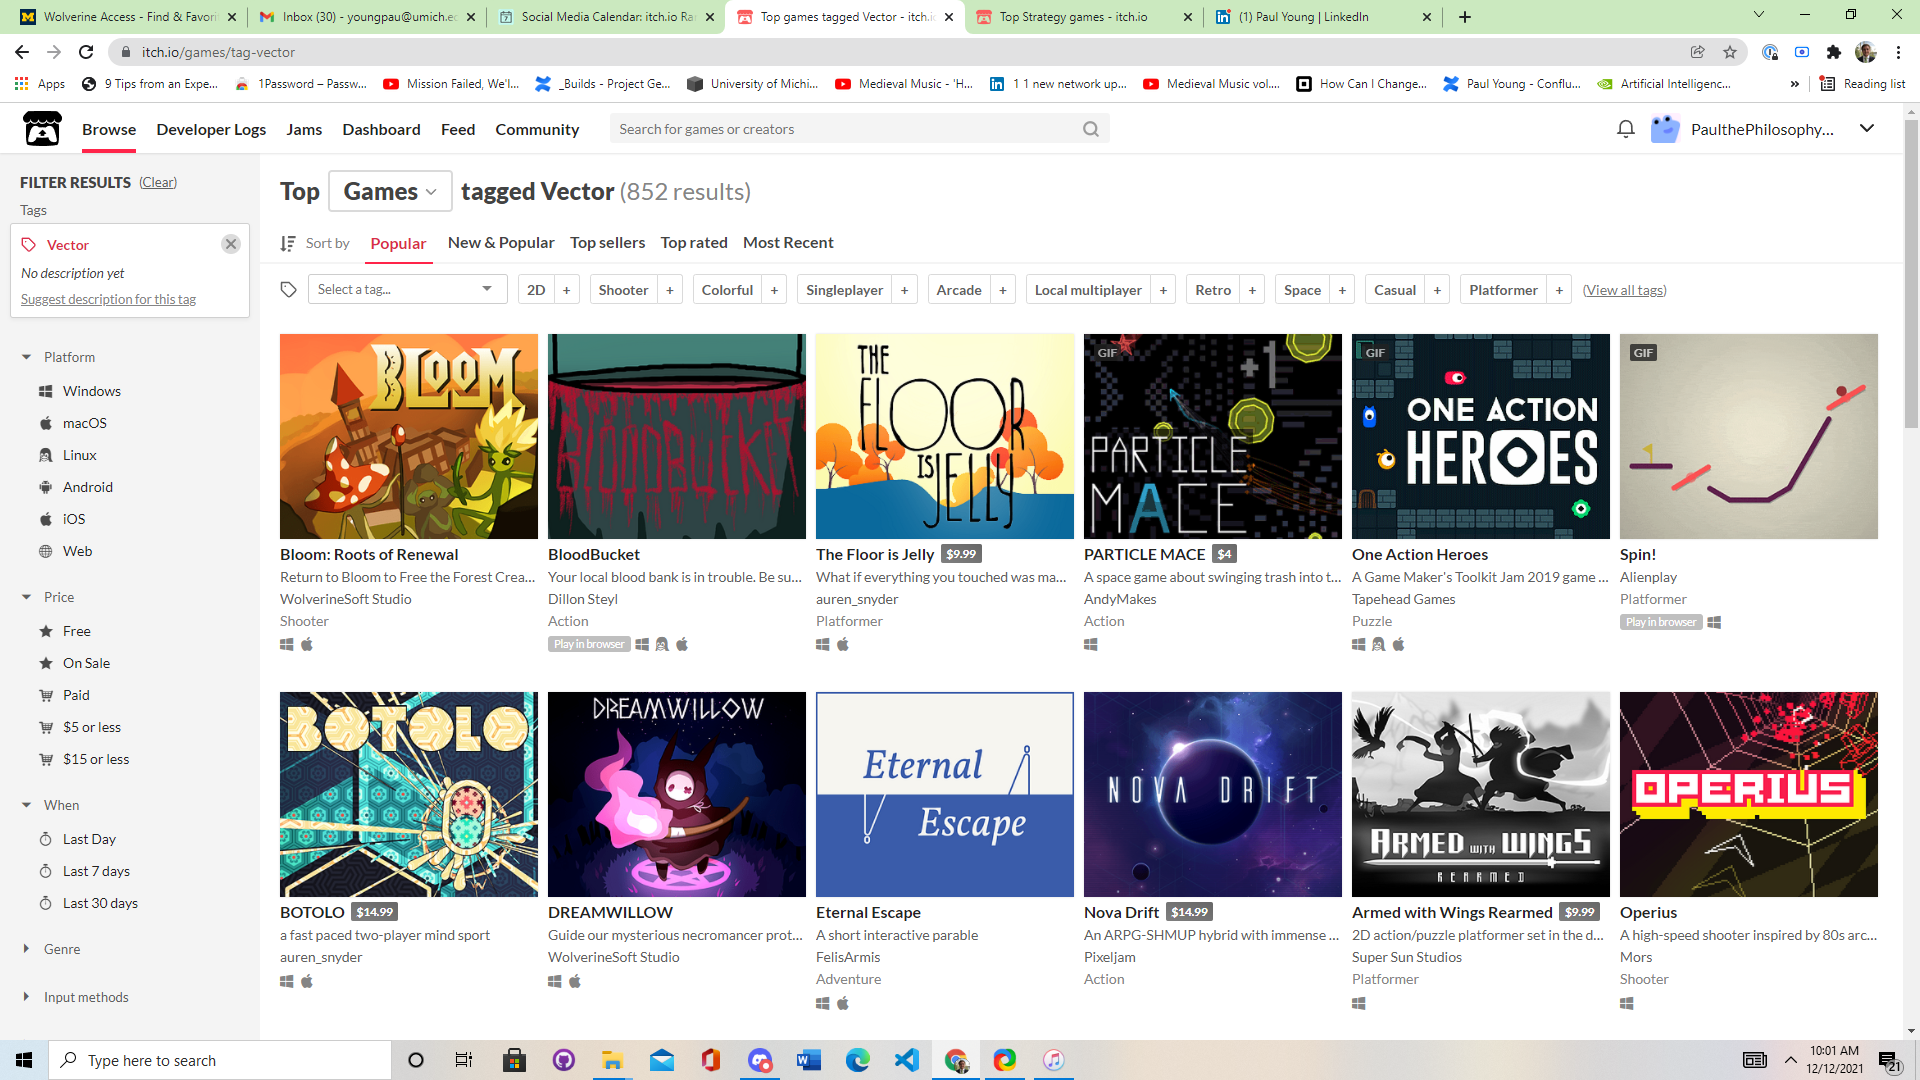 Wolverine Access - Find & Favori
Inbox (30) - youngpau@umich.ed
Social Media Calendar: itch.io Ra
Top games tagged Vector - itch.i
Top Strategy games - itch.io
(1) Paul Young | LinkedIn
itch.io/games/tag-vector
Apps
9 Tips from an Expe...
1Password – Passw...
Mission Failed, We'l...
_Builds - Project Ge...
University of Michi...
Medieval Music - 'H...
1 1 new network up...
Medieval Music vol....
How Can I Change...
Paul Young - Conflu...
Artificial Intelligenc...
»
Reading list
Browse
Developer Logs
Jams
Dashboard
Feed
Community
Search for games or creators
PaulthePhilosophy...
FILTER RESULTS (Clear)
Tags
Vector
No description yet
Suggest description for this tag
Platform
Windows
macOS
Linux
Android
iOS
Web
Price
Free
On Sale
Paid
$5 or less
$15 or less
When
Last Day
Last 7 days
Last 30 days
Genre
Input methods
Top Games tagged Vector (852 results)
Sort by Popular New & Popular Top sellers Top rated Most Recent
Select a tag...
2D +
Shooter +
Colorful +
Singleplayer +
Arcade +
Local multiplayer +
Retro +
Space +
Casual +
Platformer +
(View all tags)
BLOOM
Bloom: Roots of Renewal
Return to Bloom to Free the Forest Crea...
WolverineSoft Studio
Shooter
BLOODBUCKET
BloodBucket
Your local blood bank is in trouble. Be su...
Dillon Steyl
Action
Play in browser
THE
FLOOR
IS
JELLY
The Floor is Jelly $9.99
What if everything you touched was ma...
auren_snyder
Platformer
GIF
+1
PARTICLE
MACE
PARTICLE MACE $4
A space game about swinging trash into t...
AndyMakes
Action
GIF
ONE ACTION
HEROES
One Action Heroes
A Game Maker's Toolkit Jam 2019 game ...
Tapehead Games
Puzzle
GIF
Spin!
Alienplay
Platformer
Play in browser
BOTOLO
BOTOLO $14.99
a fast paced two-player mind sport
auren_snyder
DREAMWILLOW
DREAMWILLOW
Guide our mysterious necromancer prot...
WolverineSoft Studio
Eternal
Escape
Eternal Escape
A short interactive parable
FelisArmis
Adventure
NOVA DRIFT
Nova Drift $14.99
An ARPG-SHMUP hybrid with immense ...
Pixeljam
Action
ARMED WITH WINGS
REARMED
Armed with Wings Rearmed $9.99
2D action/puzzle platformer set in the d...
Super Sun Studios
Platformer
OPERIUS
Operius
A high-speed shooter inspired by 80s arc...
Mors
Shooter
Type here to search
10:01 AM
12/12/2021
21